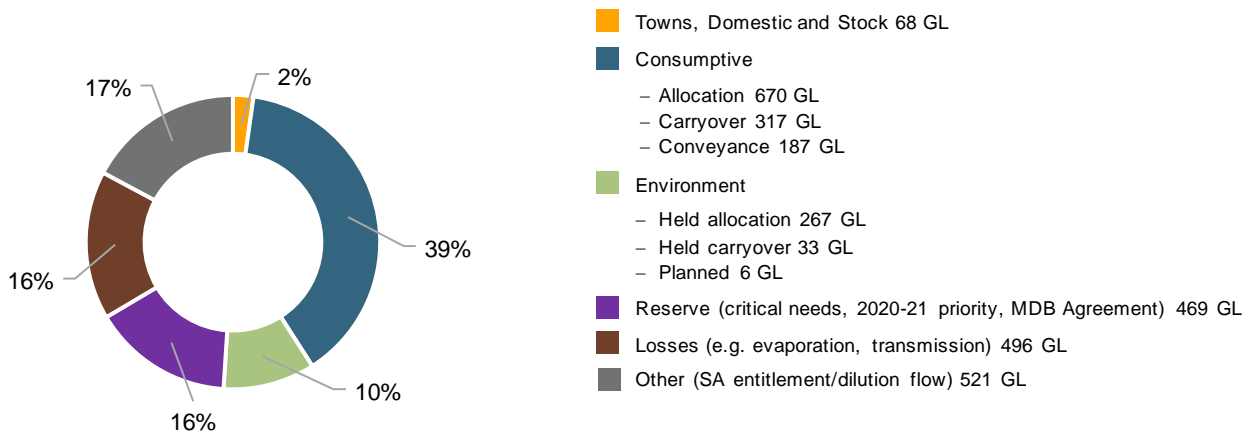 2%
39%
10%
16%
16%
17%
Towns, Domestic and Stock 68 GL
Consumptive
– Allocation 670 GL
– Carryover 317 GL
– Conveyance 187 GL
Environment
– Held allocation 267 GL
– Held carryover 33 GL
– Planned 6 GL
Reserve (critical needs, 2020-21 priority, MDB Agreement) 469 GL
Losses (e.g. evaporation, transmission) 496 GL
Other (SA entitlement/dilution flow) 521 GL